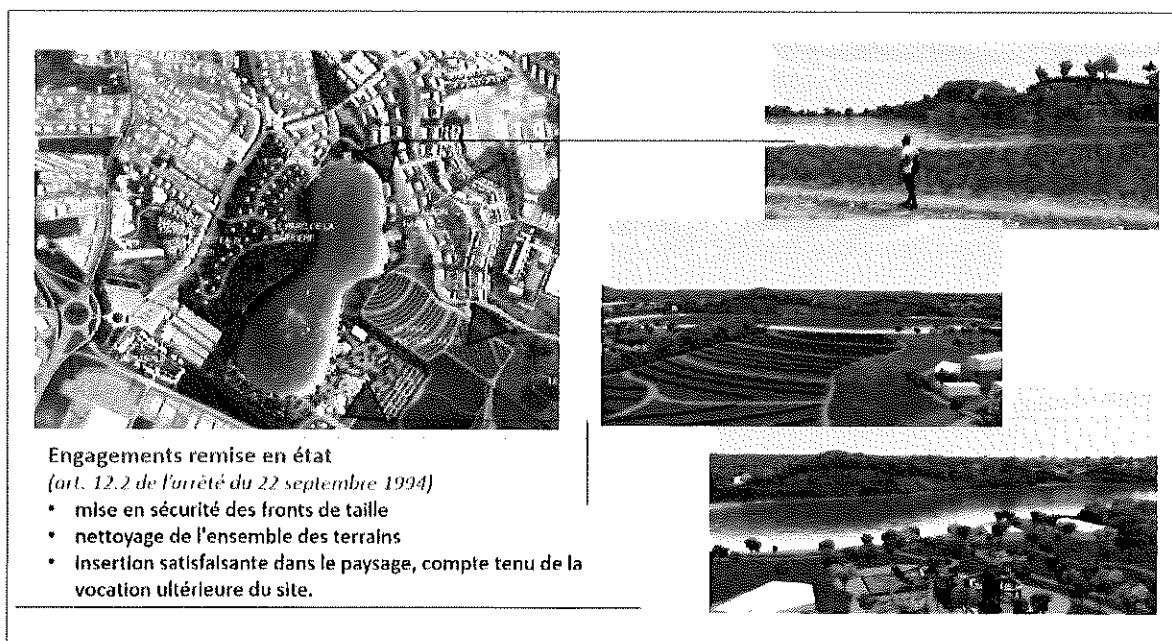 Engagements remise en état
(art. 12.2 de l'arrêté du 22 septembre 1994)
• mise en sécurité des fronts de taille
• nettoyage de l'ensemble des terrains
• insertion satisfaisante dans le paysage, compte tenu de la
vocation ultérieure du site.